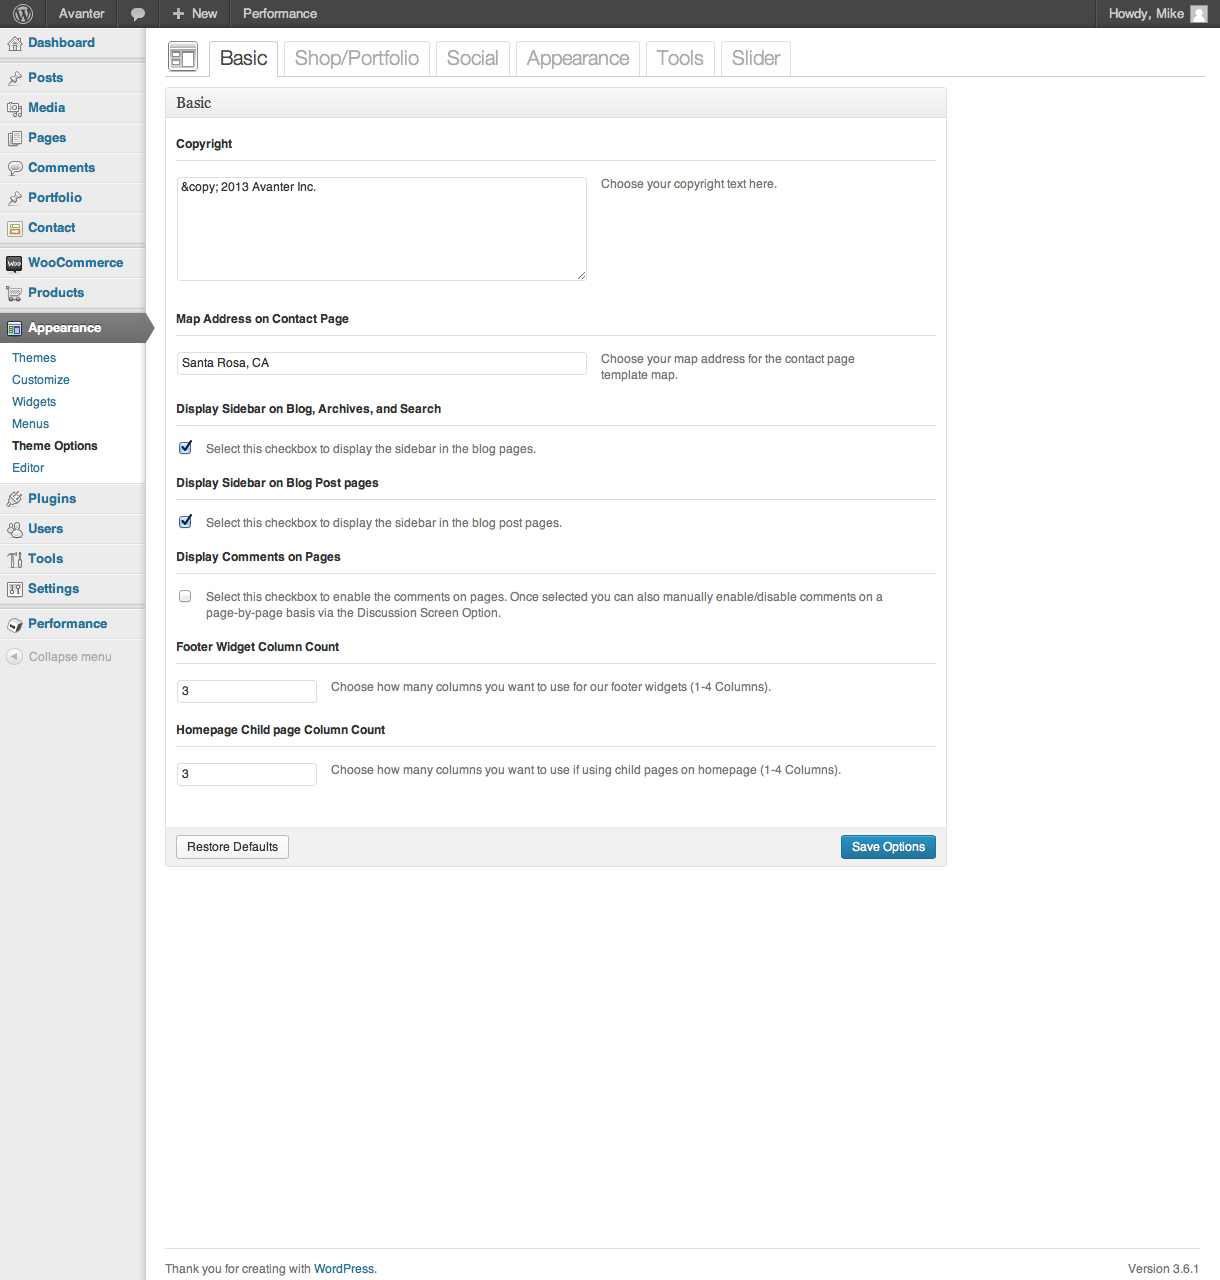 Avanter
New
Performance
Howdy, Mike
Dashboard
Posts
Media
Pages
Comments
Portfolio
Contact
WooCommerce
Products
Appearance
Themes
Customize
Widgets
Menus
Theme Options
Editor
Plugins
Users
Tools
Settings
Performance
Collapse menu
Basic
Shop/Portfolio
Social
Appearance
Tools
Slider
Basic
Copyright
&copy; 2013 Avanter Inc.
Choose your copyright text here.
Map Address on Contact Page
Santa Rosa, CA
Choose your map address for the contact page
template map.
Display Sidebar on Blog, Archives, and Search
Select this checkbox to display the sidebar in the blog pages.
Display Sidebar on Blog Post pages
Select this checkbox to display the sidebar in the blog post pages.
Display Comments on Pages
Select this checkbox to enable the comments on pages. Once selected you can also manually enable/disable comments on a
page-by-page basis via the Discussion Screen Option.
Footer Widget Column Count
3
Choose how many columns you want to use for our footer widgets (1-4 Columns).
Homepage Child page Column Count
3
Choose how many columns you want to use if using child pages on homepage (1-4 Columns).
Restore Defaults
Save Options
Thank you for creating with WordPress.
Version 3.6.1